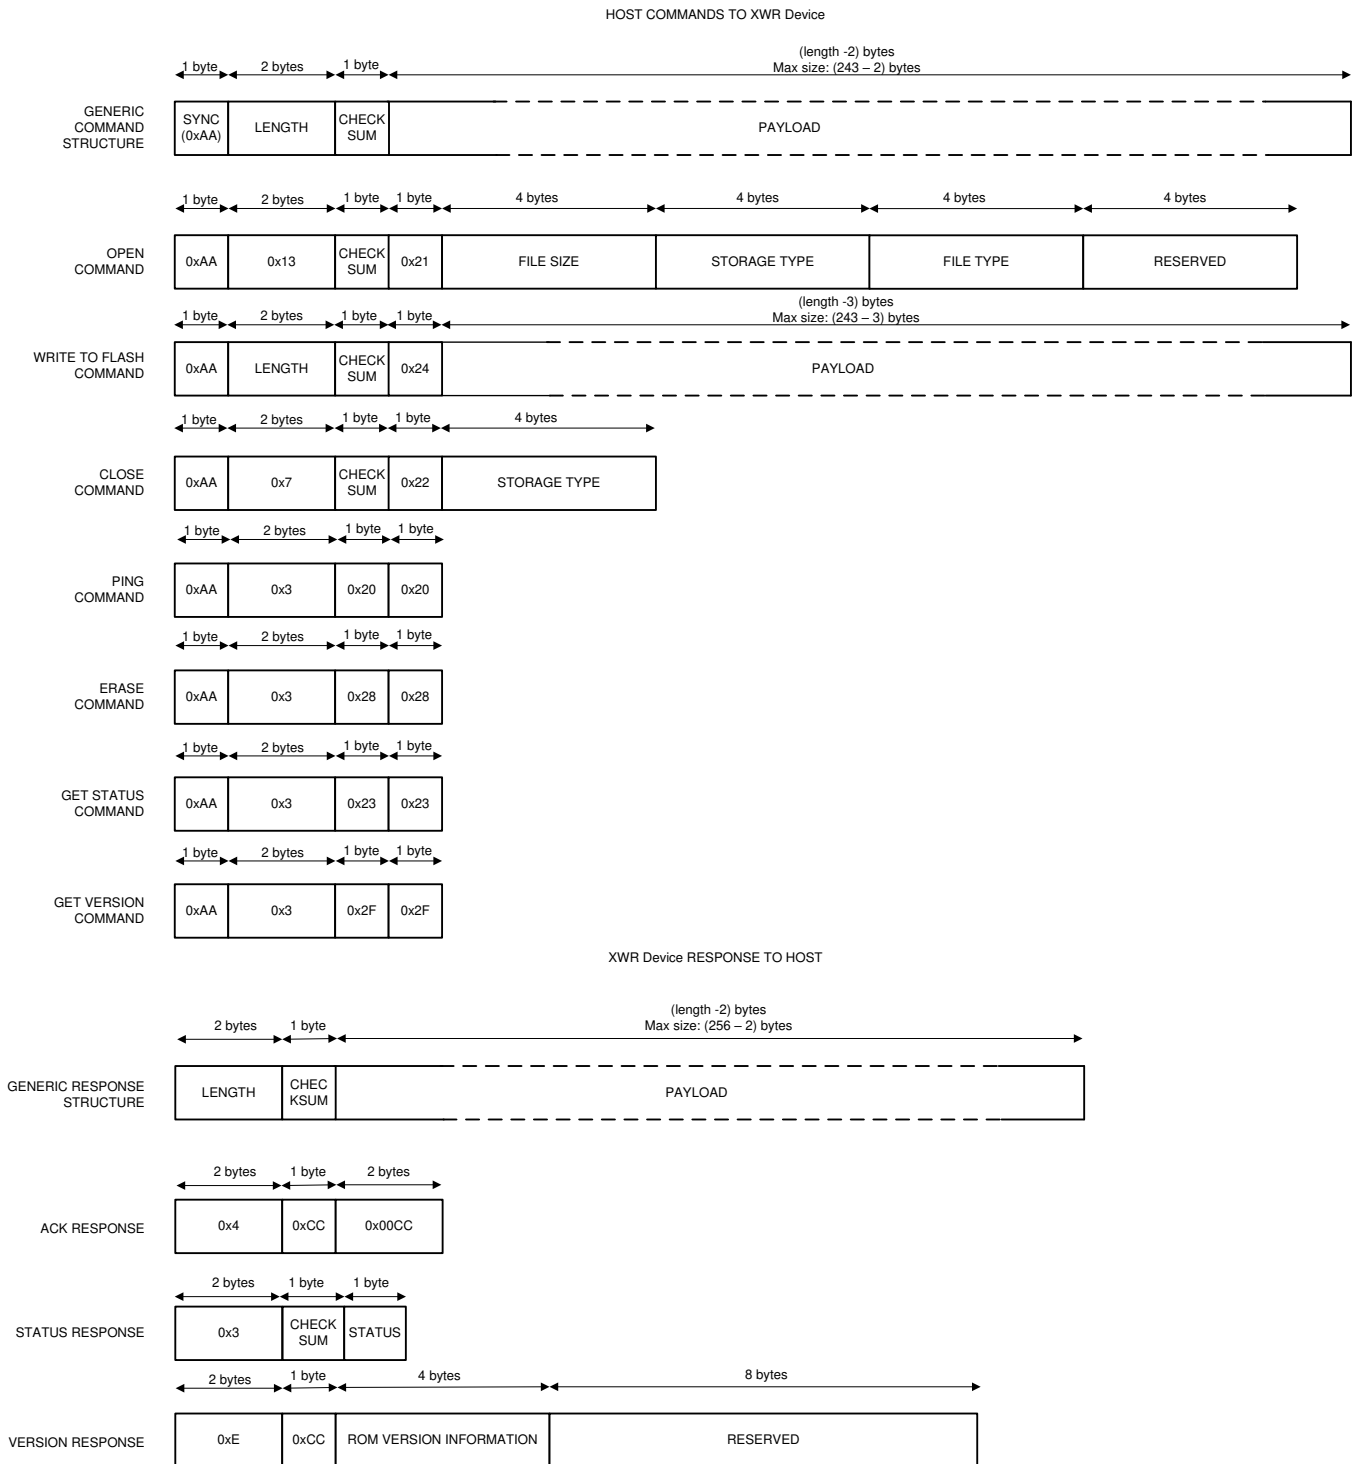 HOST COMMANDS TO XWR Device
(length -2) bytes
1 byte 2 bytes 1 byte Max size: (243 – 2) bytes
GENERIC
COMMAND
STRUCTURE
SYNC
(0xAA)
LENGTH
CHECK
SUM
PAYLOAD
1 byte 2 bytes 1 byte 1 byte 4 bytes 4 bytes 4 bytes 4 bytes
OPEN
COMMAND
0xAA
0x13
CHECK
SUM
0x21
FILE SIZE
STORAGE TYPE
FILE TYPE
RESERVED
(length -3) bytes
1 byte 2 bytes 1 byte 1 byte Max size: (243 – 3) bytes
WRITE TO FLASH
COMMAND
0xAA
LENGTH
CHECK
SUM
0x24
PAYLOAD
1 byte 2 bytes 1 byte 1 byte 4 bytes
CLOSE
COMMAND
0xAA
0x7
CHECK
SUM
0x22
STORAGE TYPE
1 byte 2 bytes 1 byte 1 byte
PING
COMMAND
0xAA 0x3 0x20 0x20
1 byte 2 bytes 1 byte 1 byte
ERASE
COMMAND
0xAA 0x3 0x28 0x28
1 byte 2 bytes 1 byte 1 byte
GET STATUS
COMMAND
0xAA 0x3 0x23 0x23
1 byte 2 bytes 1 byte 1 byte
GET VERSION
COMMAND
0xAA 0x3 0x2F 0x2F
XWR Device RESPONSE TO HOST
(length -2) bytes
2 bytes 1 byte Max size: (256 – 2) bytes
GENERIC RESPONSE
STRUCTURE
LENGTH
CHEC
KSUM
PAYLOAD
2 bytes 1 byte 2 bytes
ACK RESPONSE 0x4 0xCC 0x00CC
2 bytes 1 byte 1 byte
STATUS RESPONSE
0x3
CHECK
SUM
STATUS
2 bytes 1 byte 4 bytes 8 bytes
VERSION RESPONSE 0xE 0xCC ROM VERSION INFORMATION RESERVED